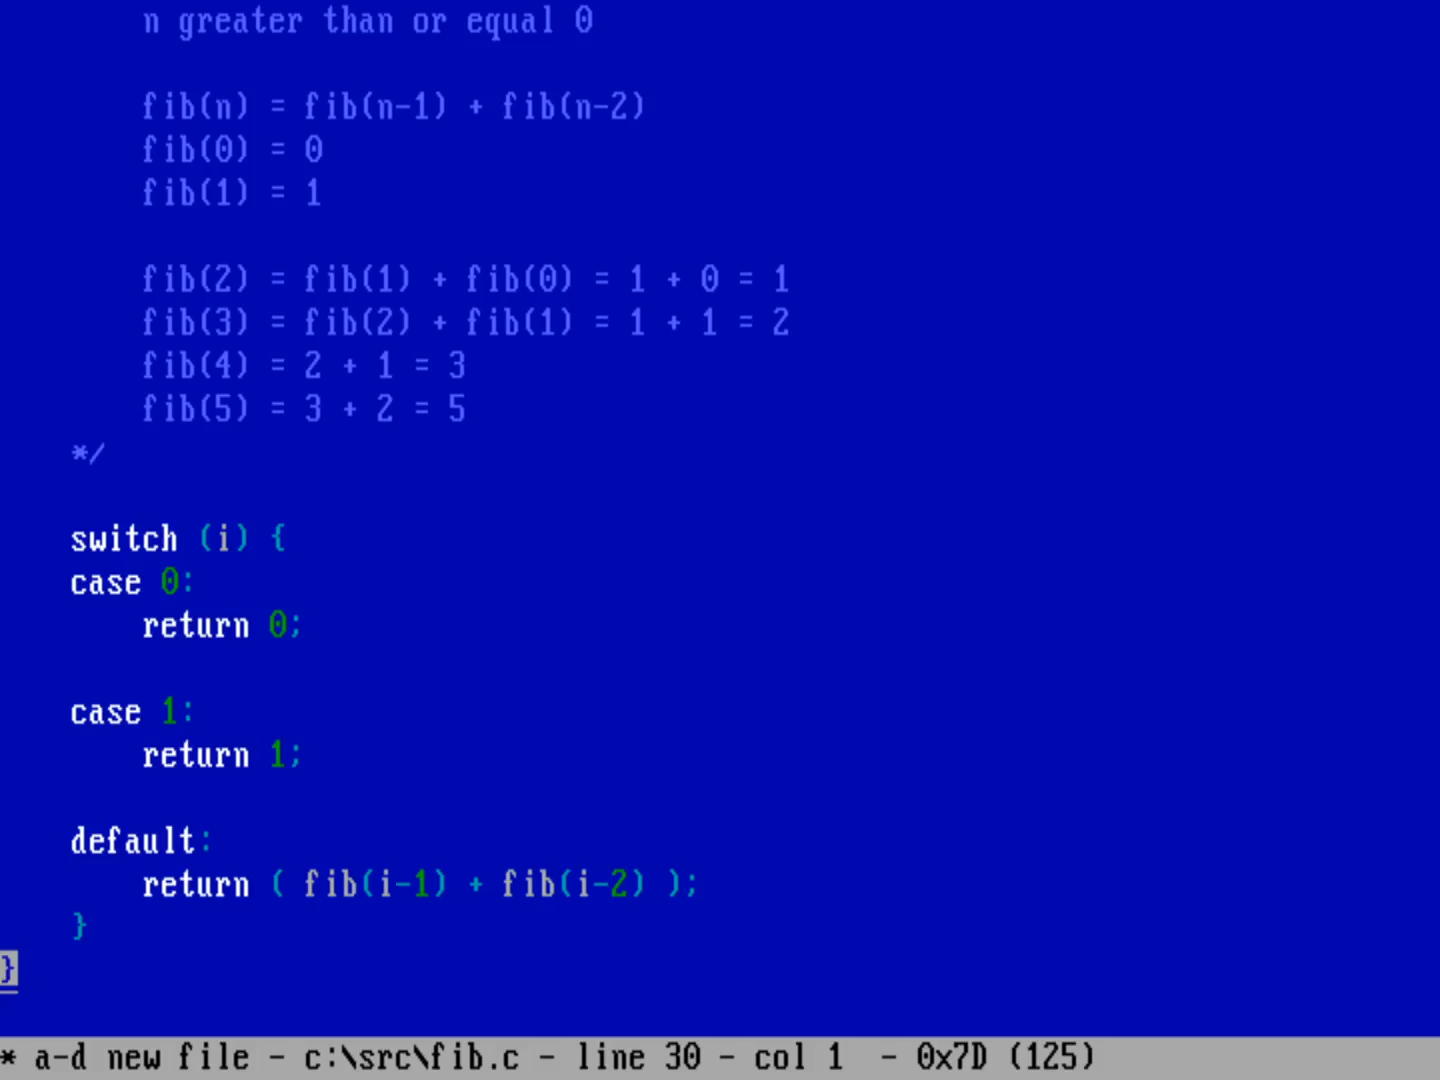 n greater than or equal 0
fib(n) = fib(n-1) + fib(n-2)
fib(0) = 0
fib(1) = 1
fib(2) = fib(1) + fib(0) = 1 + 0 = 1
fib(3) = fib(2) + fib(1) = 1 + 1 = 2
fib(4) = 2 + 1 = 3
fib(5) = 3 + 2 = 5
*/
switch (i) {
case 0:
return 0;
case 1:
return 1;
default:
return ( fib(i-1) + fib(i-2) );
}
}
* a-d new file - c:\src\fib.c - line 30 - col 1 - 0x7D (125)